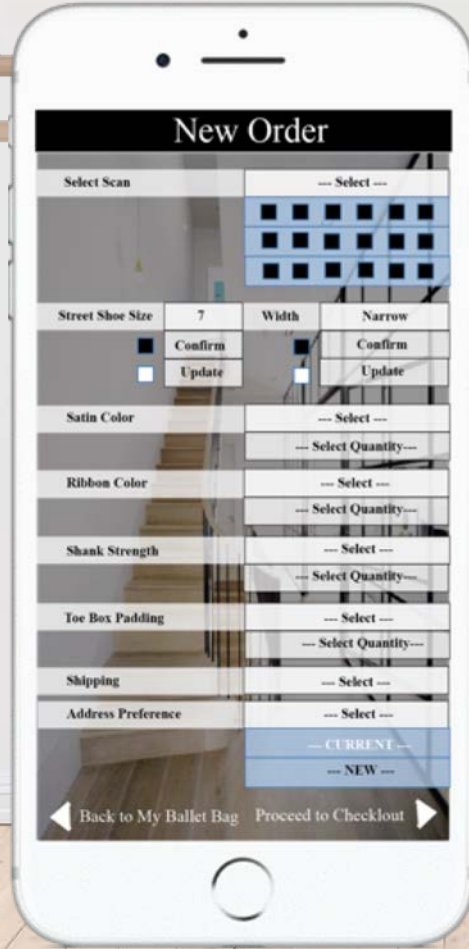 New Order
Select Scan --- Select ---
Street Shoe Size 7 Width Narrow
Confirm Confirm
Update Update
Satin Color --- Select ---
--- Select Quantity---
Ribbon Color --- Select ---
--- Select Quantity---
Shank Strength --- Select ---
--- Select Quantity---
Toe Box Padding --- Select ---
--- Select Quantity---
Shipping --- Select ---
Address Preference --- Select ---
--- CURRENT ---
--- NEW ---
Back to My Ballet Bag Proceed to Checklout